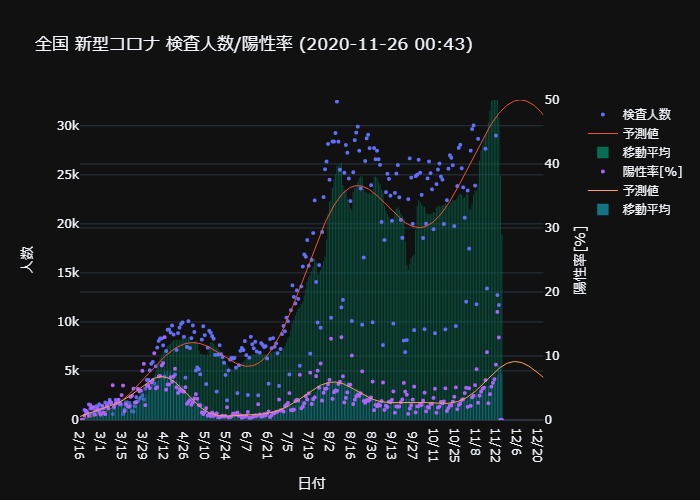 全国 新型コロナ 検査人数/陽性率 (2020-11-26 00:43)
50
検査人数
30k
予測値
移動平均
40
陽性率[%]
25k
予測値
移動平均
20k
30
人数
陽性率[%]
15k
20
10k
10
5k
0
0
2/16
3/1
3/15
3/29
4/12
4/26
5/10
5/24
6/7
6/21
7/5
7/19
8/2
8/16
8/30
9/13
9/27
10/11
10/25
11/8
11/22
12/6
12/20
日付